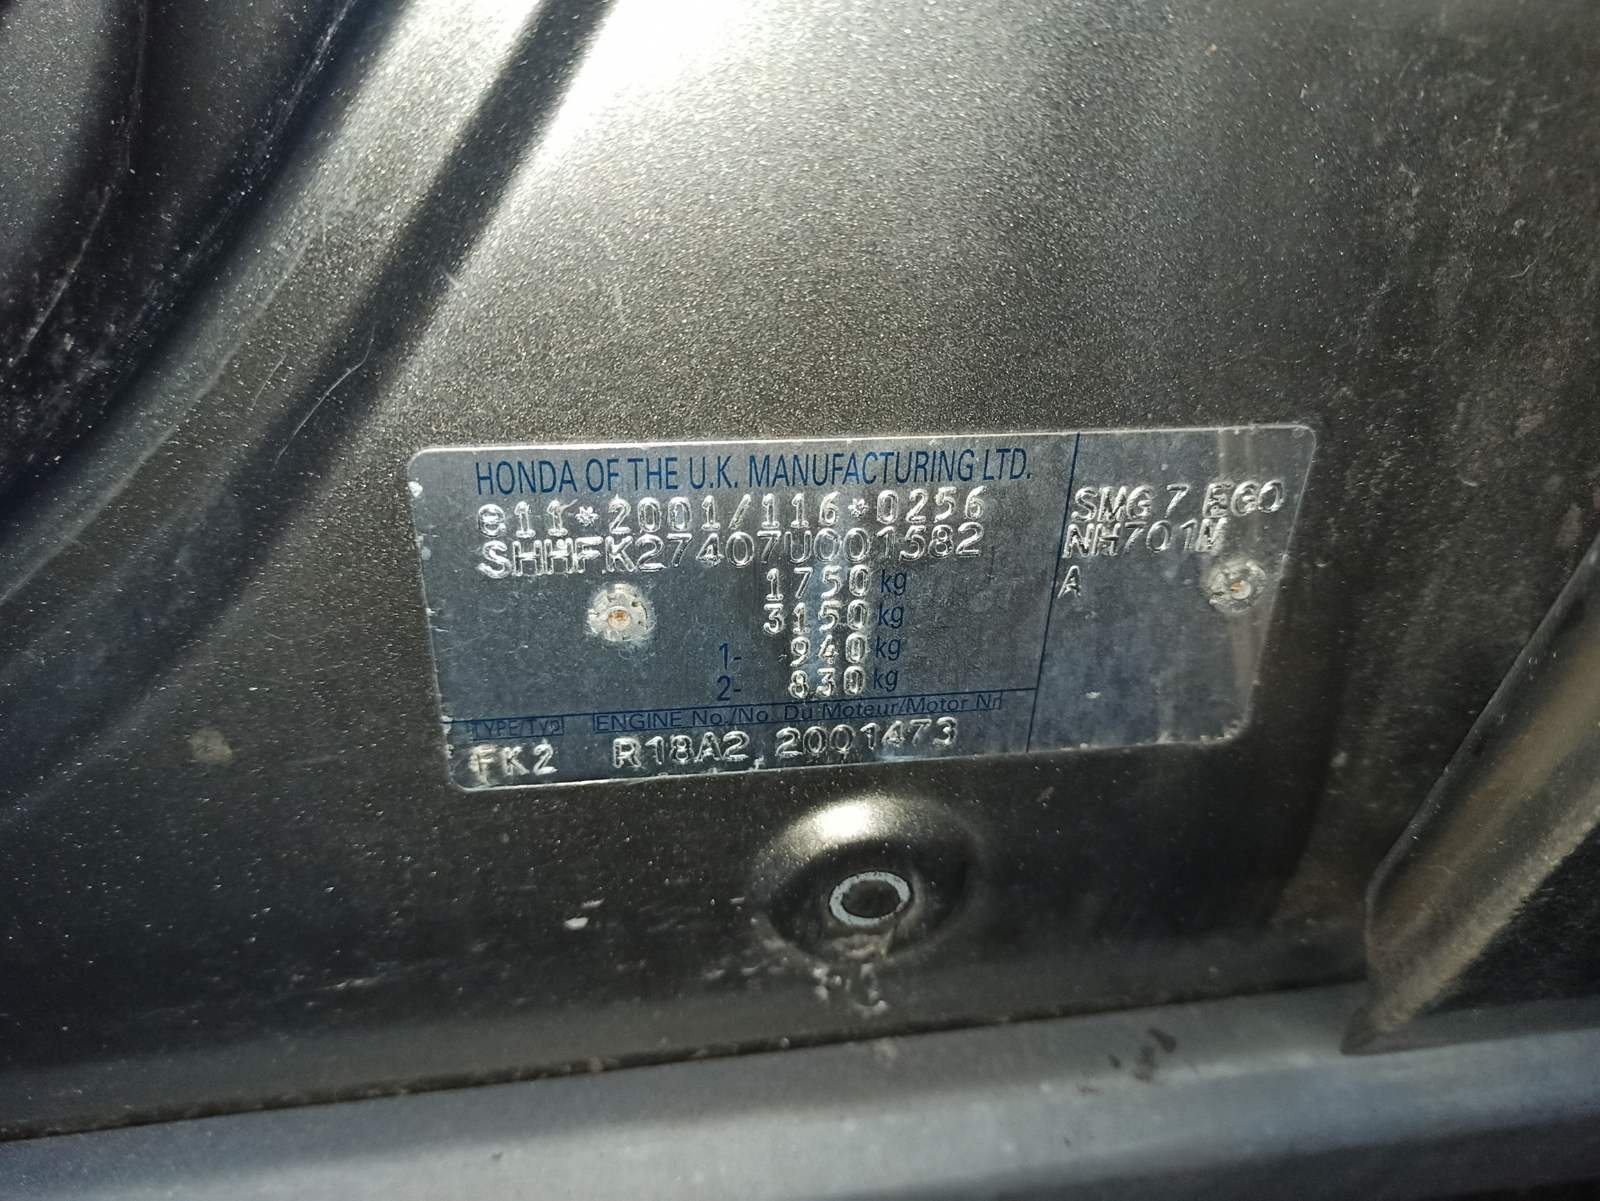 HONDA OF THE U.K. MANUFACTURING LTD.
e11*2001/116*0256
SHHFK27407U001582
1750 kg
3150 kg
1- 940 kg
2- 830 kg
TYPE/Typ ENGINE No./No. Du Moteur/Motor Nr
FK2 R18A2 2001473
SMG 7 EGO
NH701M
A